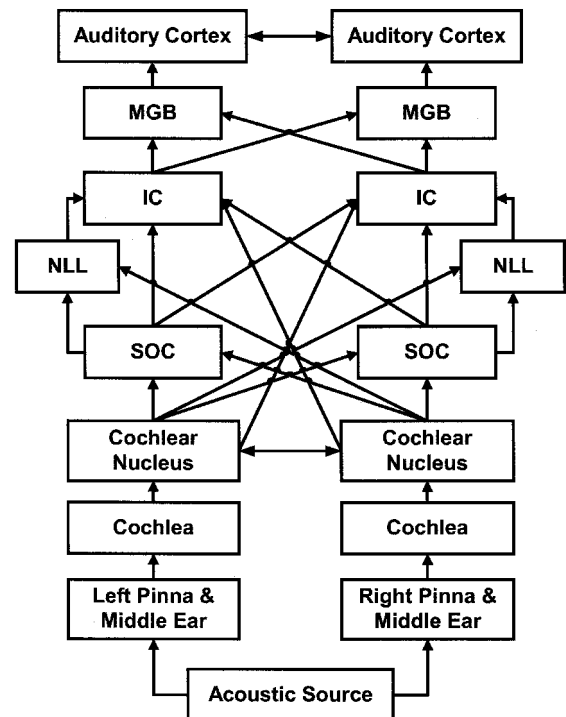 Auditory Cortex
Auditory Cortex
MGB
MGB
IC
IC
NLL
NLL
SOC
SOC
Cochlear
Nucleus
Cochlear
Nucleus
Cochlea
Cochlea
Left Pinna &
Middle Ear
Right Pinna &
Middle Ear
Acoustic Source